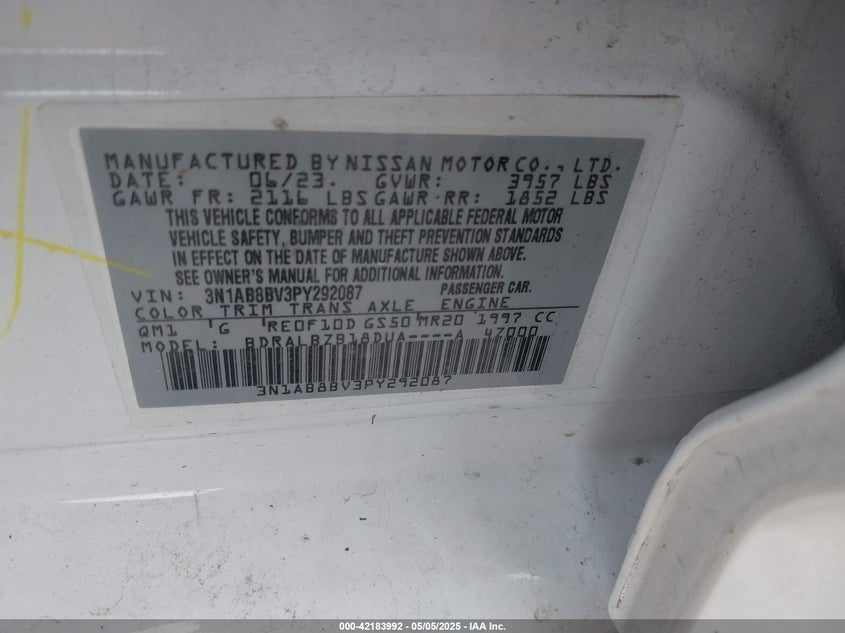 MANUFACTURED BY NISSAN MOTOR CO., LTD.
DATE: 06/23. GVWR: 3957 LBS
GAWR FR: 2116 LBS GAWR RR: 1852 LBS
THIS VEHICLE CONFORMS TO ALL APPLICABLE FEDERAL MOTOR
VEHICLE SAFETY, BUMPER AND THEFT PREVENTION STANDARDS
IN EFFECT ON THE DATE OF MANUFACTURE SHOWN ABOVE.
SEE OWNER'S MANUAL FOR ADDITIONAL INFORMATION.
VIN: 3N1AB8BV3PY292087 PASSENGER CAR.
COLOR TRIM TRANS AXLE ENGINE
QM1 'G 'RE0F10D GS50 MR20 1997 CC
MODEL: BDRALBZB18DUA----A 47000
3N1AB8BV3PY292087
000-42183992 - 05/05/2025 - IAA Inc.